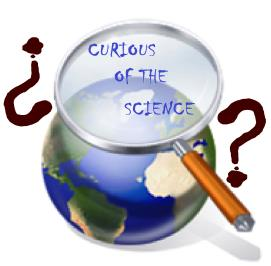 ¿ CURIOUS
OF THE
SCIENCE ?